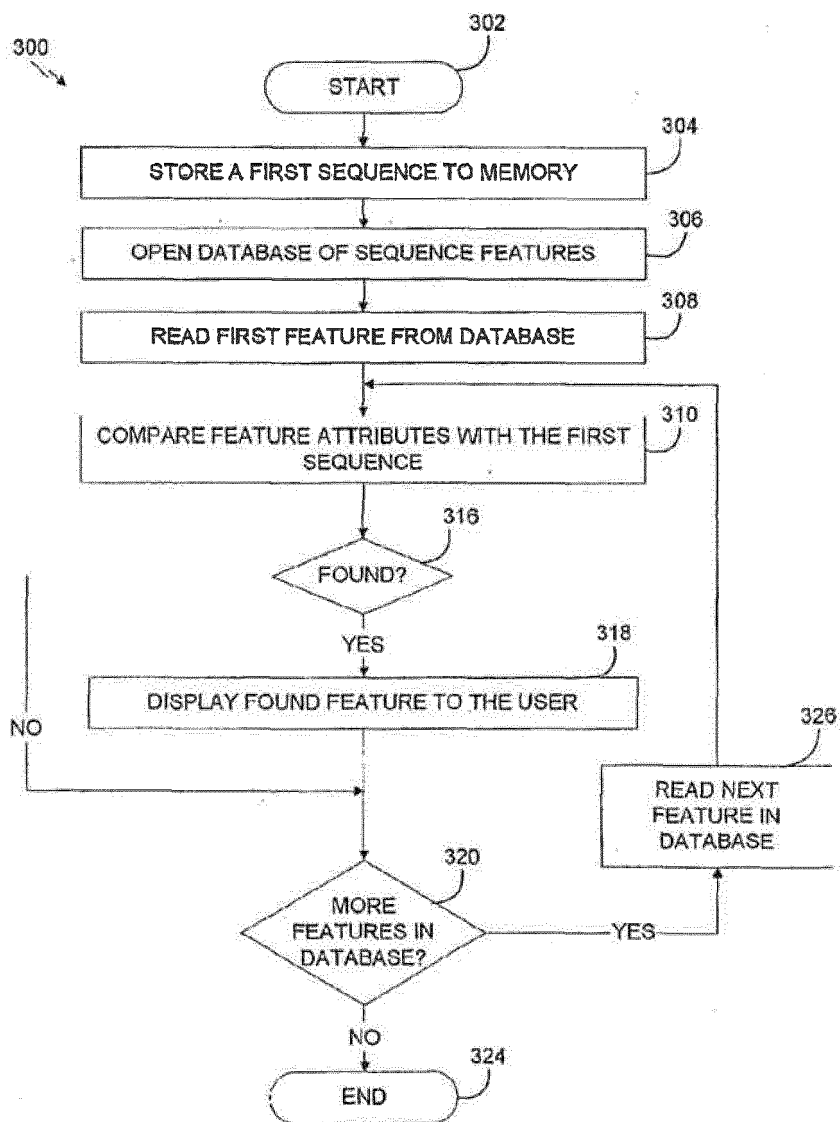 300
302
START
304
STORE A FIRST SEQUENCE TO MEMORY
306
OPEN DATABASE OF SEQUENCE FEATURES
308
READ FIRST FEATURE FROM DATABASE
310
COMPARE FEATURE ATTRIBUTES WITH THE FIRST
SEQUENCE
316
FOUND?
YES
318
DISPLAY FOUND FEATURE TO THE USER
NO
326
READ NEXT
FEATURE IN
DATABASE
320
MORE
FEATURES IN
DATABASE?
YES
NO
324
END